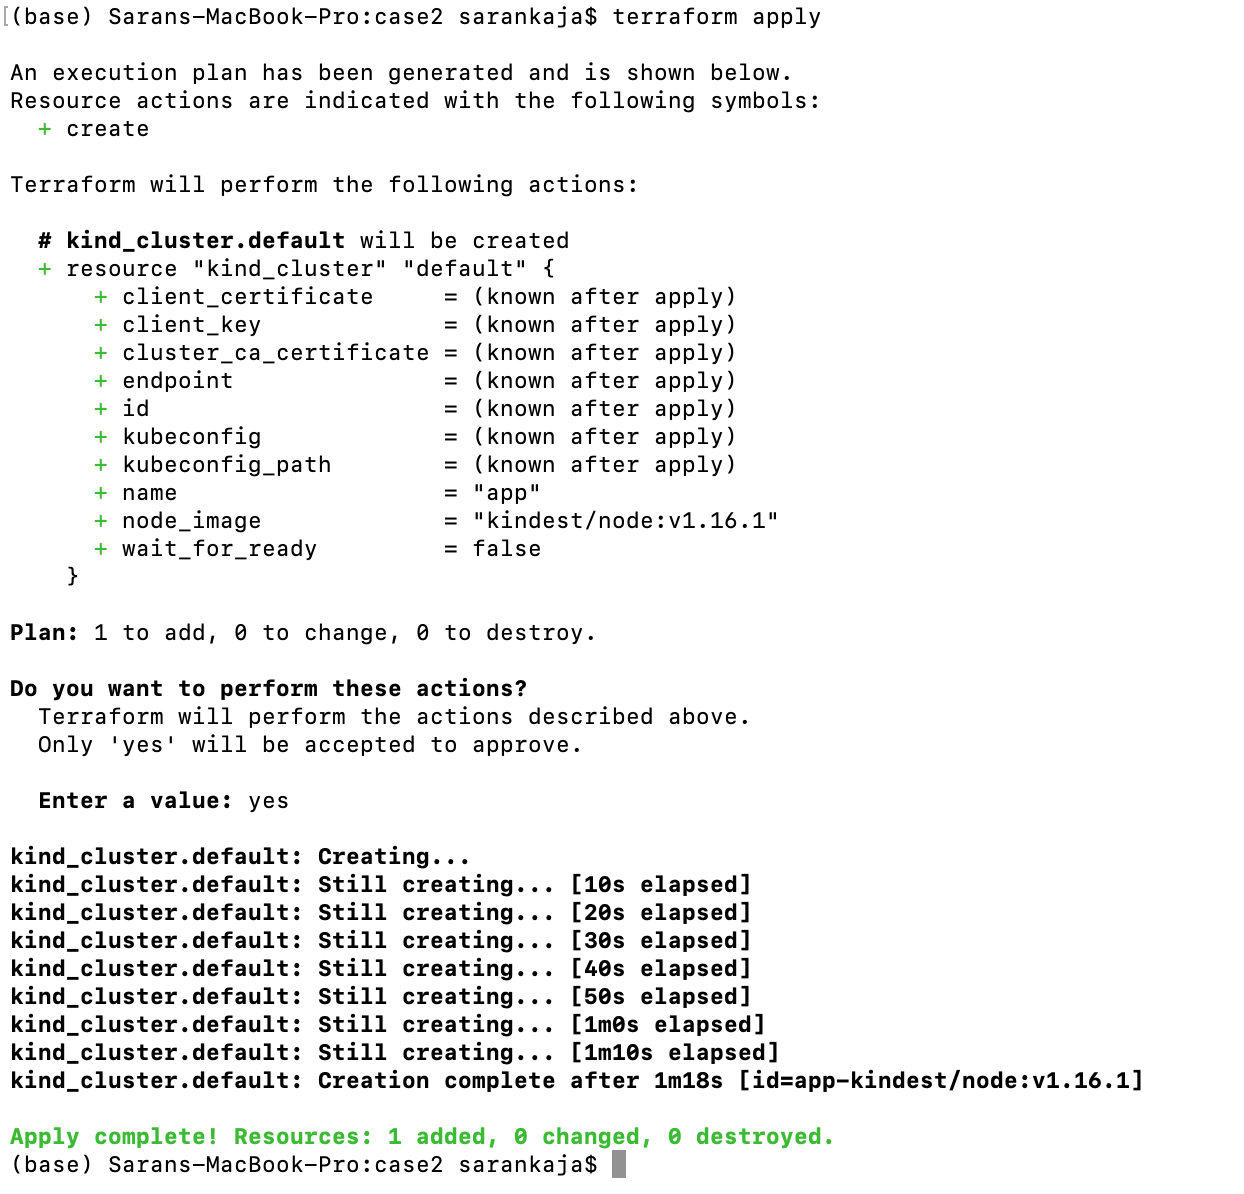 (base) Sarans-MacBook-Pro:case2 sarankaja$ terraform apply
An execution plan has been generated and is shown below.
Resource actions are indicated with the following symbols:
  + create
Terraform will perform the following actions:
  # kind_cluster.default will be created
  + resource "kind_cluster" "default" {
      + client_certificate     = (known after apply)
      + client_key             = (known after apply)
      + cluster_ca_certificate = (known after apply)
      + endpoint               = (known after apply)
      + id                     = (known after apply)
      + kubeconfig             = (known after apply)
      + kubeconfig_path        = (known after apply)
      + name                   = "app"
      + node_image             = "kindest/node:v1.16.1"
      + wait_for_ready         = false
    }
Plan: 1 to add, 0 to change, 0 to destroy.
Do you want to perform these actions?
  Terraform will perform the actions described above.
  Only 'yes' will be accepted to approve.
  Enter a value: yes
kind_cluster.default: Creating...
kind_cluster.default: Still creating... [10s elapsed]
kind_cluster.default: Still creating... [20s elapsed]
kind_cluster.default: Still creating... [30s elapsed]
kind_cluster.default: Still creating... [40s elapsed]
kind_cluster.default: Still creating... [50s elapsed]
kind_cluster.default: Still creating... [1m0s elapsed]
kind_cluster.default: Still creating... [1m10s elapsed]
kind_cluster.default: Creation complete after 1m18s [id=app-kindest/node:v1.16.1]
Apply complete! Resources: 1 added, 0 changed, 0 destroyed.
(base) Sarans-MacBook-Pro:case2 sarankaja$